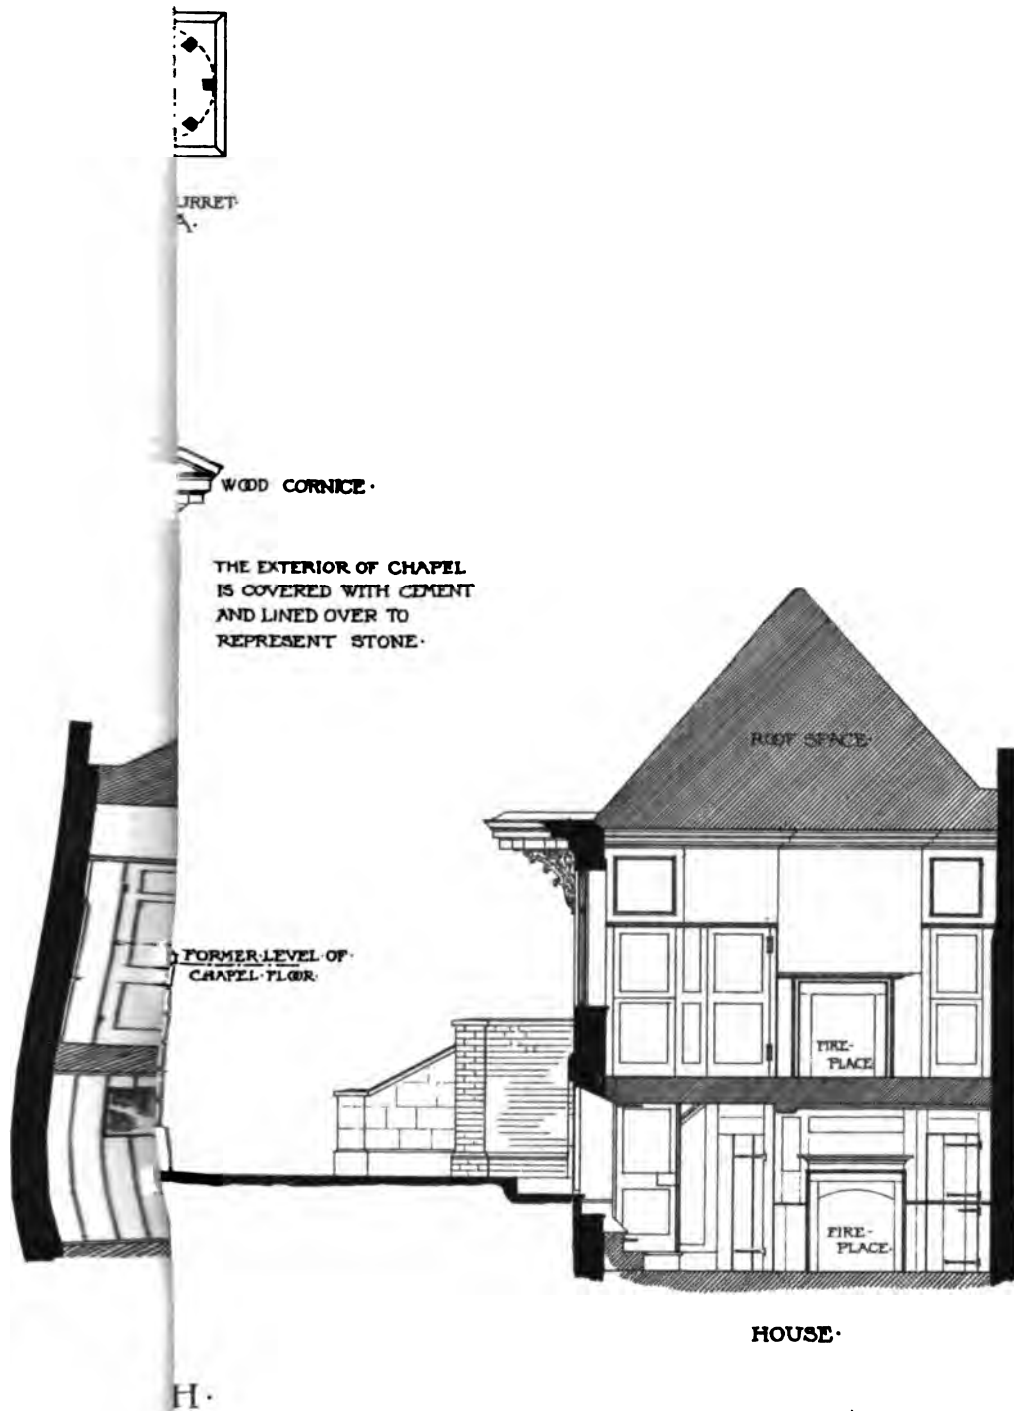 URRET·
A·
WOOD CORNICE·
THE EXTERIOR OF CHAPEL
IS COVERED WITH CEMENT
AND LINED OVER TO
REPRESENT STONE·
ROOF SPACE·
FORMER·LEVEL·OF·
CHAPEL·FLOOR·
FIRE-
PLACE
FIRE-
PLACE·
HOUSE·
H·